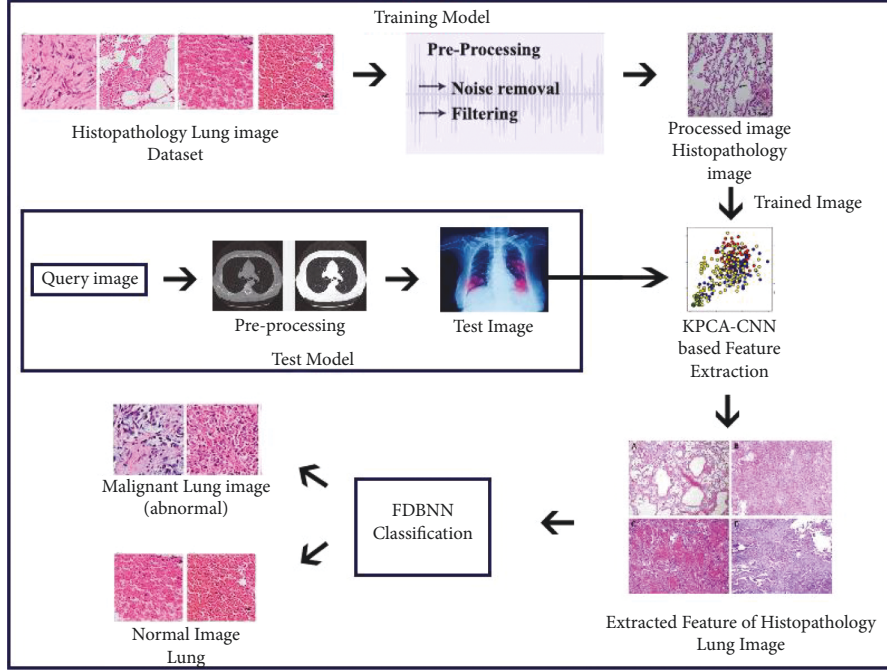 Training Model
Pre-Processing
Noise removal
Filtering
Histopathology Lung image
Dataset
Processed image
Histopathology
image
Trained Image
Query image
Pre-processing
Test Image
Test Model
KPCA-CNN
based Feature
Extraction
Malignant Lung image
(abnormal)
FDBNN
Classification
A
B
C
Normal Image
Lung
Extracted Feature of Histopathology
Lung Image